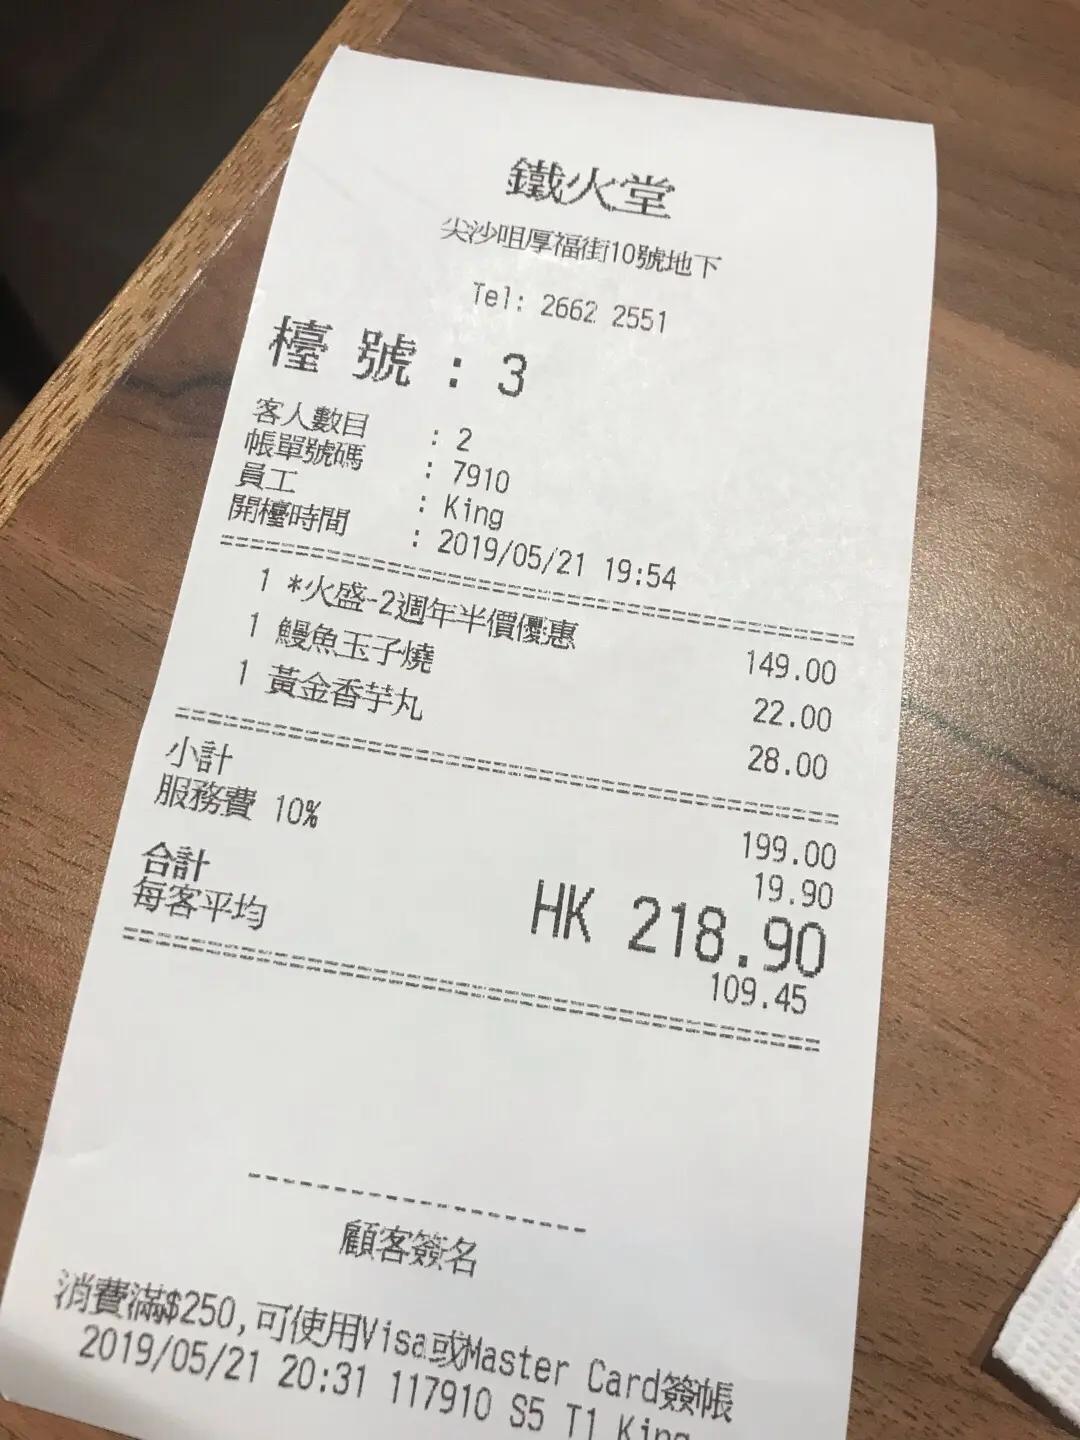 鐵火堂
尖沙咀厚福街10號地下
Tel: 2662 2551
檯號 : 3
客人數目 : 2
帳單號碼 : 7910
員工 : King
開檯時間 : 2019/05/21 19:54
1 *火盛-2週年半價優惠 149.00
1 鰻魚玉子燒 22.00
1 黃金香芋丸 28.00
小計 199.00
服務費 10% 19.90
合計 HK 218.90
每客平均 109.45
顧客簽名
消費滿$250,可使用Visa或Master Card簽帳
2019/05/21 20:31 117910 S5 T1 King